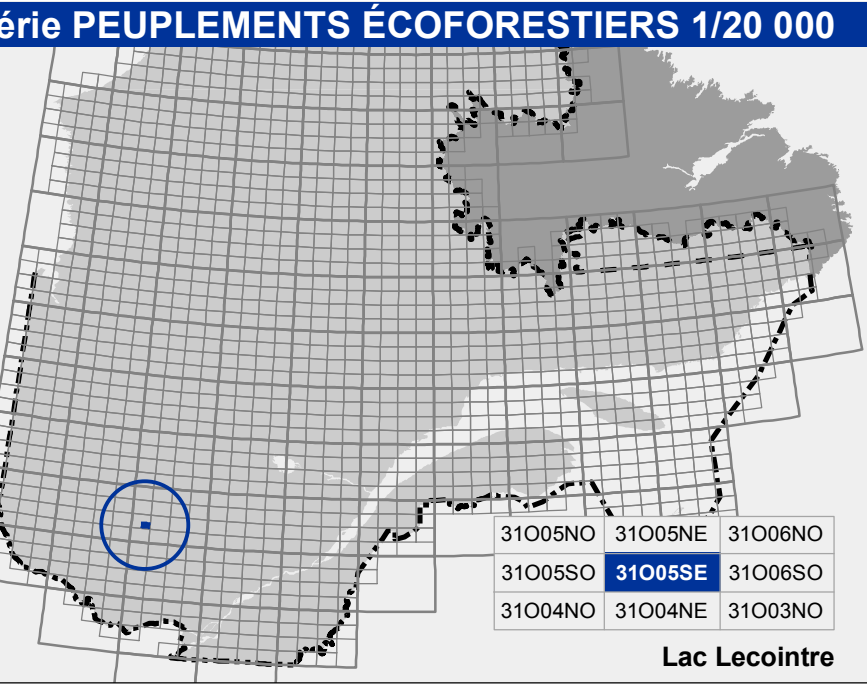 érie PEUPLEMENTS ÉCOFORESTIERS 1/20 000
31O05NO 31O05NE 31O06NO
31O05SO 31O05SE 31O06SO
31O04NO 31O04NE 31O03NO
Lac Lecointre